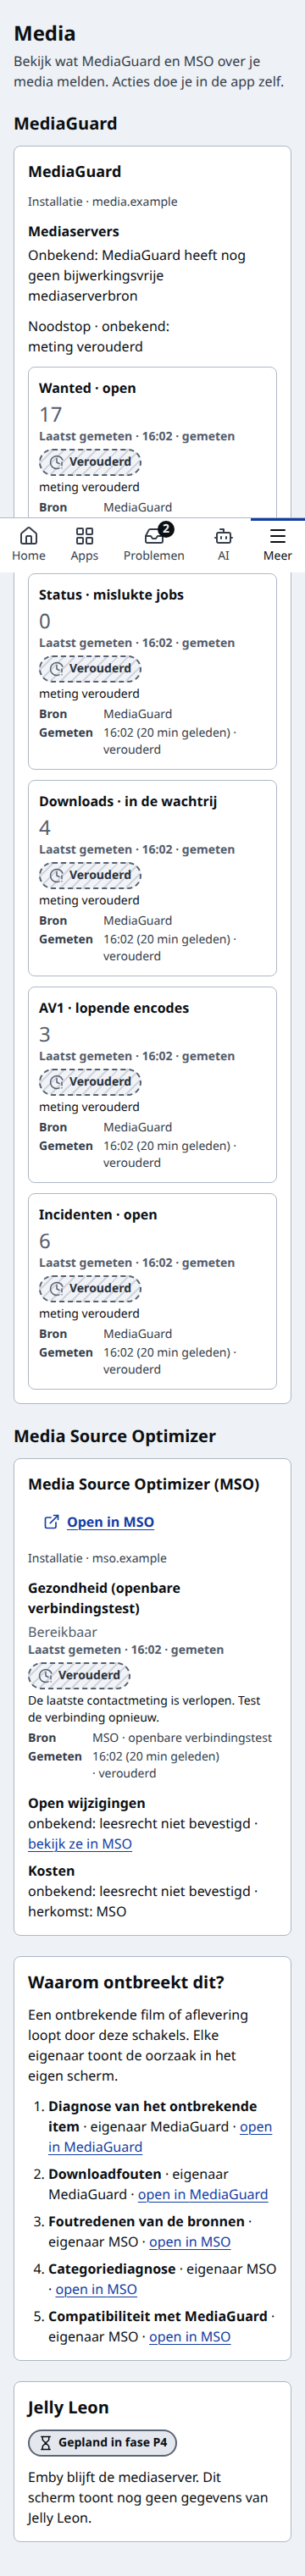 Media
Bekijk wat MediaGuard en MSO over je
media melden. Acties doe je in de app zelf.
MediaGuard
MediaGuard
Installatie · media.example
Mediaservers
Onbekend: MediaGuard heeft nog
geen bijwerkingsvrije
mediaserverbron
Noodstop · onbekend:
meting verouderd
Wanted · open
17
Laatst gemeten · 16:02 · gemeten
Verouderd
meting verouderd
Bron MediaGuard
2
Home Apps Problemen AI Meer
Status · mislukte jobs
0
Laatst gemeten · 16:02 · gemeten
Verouderd
meting verouderd
Bron MediaGuard
Gemeten 16:02 (20 min geleden) ·
verouderd
Downloads · in de wachtrij
4
Laatst gemeten · 16:02 · gemeten
Verouderd
meting verouderd
Bron MediaGuard
Gemeten 16:02 (20 min geleden) ·
verouderd
AV1 · lopende encodes
3
Laatst gemeten · 16:02 · gemeten
Verouderd
meting verouderd
Bron MediaGuard
Gemeten 16:02 (20 min geleden) ·
verouderd
Incidenten · open
6
Laatst gemeten · 16:02 · gemeten
Verouderd
meting verouderd
Bron MediaGuard
Gemeten 16:02 (20 min geleden) ·
verouderd
Media Source Optimizer
Media Source Optimizer (MSO)
Open in MSO
Installatie · mso.example
Gezondheid (openbare
verbindingstest)
Bereikbaar
Laatst gemeten · 16:02 · gemeten
Verouderd
De laatste contactmeting is verlopen. Test
de verbinding opnieuw.
Bron MSO · openbare verbindingstest
Gemeten 16:02 (20 min geleden)
· verouderd
Open wijzigingen
onbekend: leesrecht niet bevestigd ·
bekijk ze in MSO
Kosten
onbekend: leesrecht niet bevestigd ·
herkomst: MSO
Waarom ontbreekt dit?
Een ontbrekende film of aflevering
loopt door deze schakels. Elke
eigenaar toont de oorzaak in het
eigen scherm.
1. Diagnose van het ontbrekende
item · eigenaar MediaGuard · open
in MediaGuard
2. Downloadfouten · eigenaar
MediaGuard · open in MediaGuard
3. Foutredenen van de bronnen ·
eigenaar MSO · open in MSO
4. Categoriediagnose · eigenaar MSO
· open in MSO
5. Compatibiliteit met MediaGuard ·
eigenaar MSO · open in MSO
Jelly Leon
Gepland in fase P4
Emby blijft de mediaserver. Dit
scherm toont nog geen gegevens van
Jelly Leon.